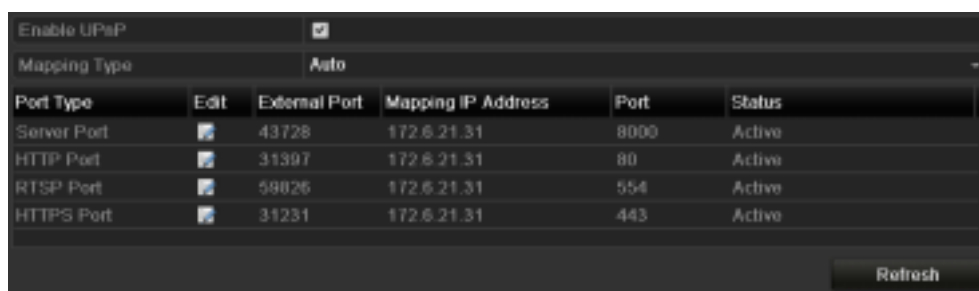 Enable UPnP
Mapping Type Auto
Port Type Edit External Port Mapping IP Address Port Status
Server Port 43728 172.6.21.31 8000 Active
HTTP Port 31397 172.6.21.31 80 Active
RTSP Port 59826 172.6.21.31 554 Active
HTTPS Port 31231 172.6.21.31 443 Active
Refresh